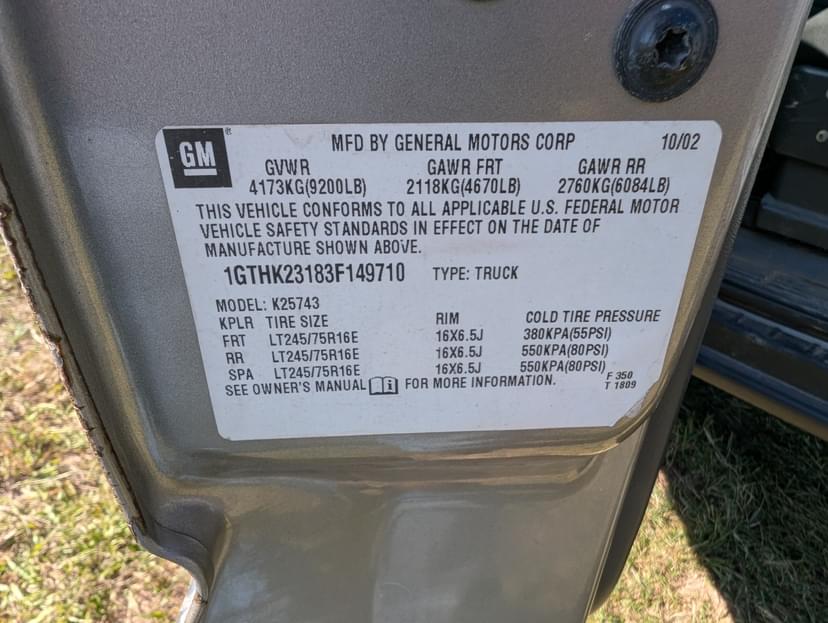 GM ®
MFD BY GENERAL MOTORS CORP 10/02
GVWR GAWR FRT GAWR RR
4173KG(9200LB) 2118KG(4670LB) 2760KG(6084LB)
THIS VEHICLE CONFORMS TO ALL APPLICABLE U.S. FEDERAL MOTOR
VEHICLE SAFETY STANDARDS IN EFFECT ON THE DATE OF
MANUFACTURE SHOWN ABOVE.
1GTHK23183F149710 TYPE: TRUCK
MODEL: K25743
KPLR TIRE SIZE RIM COLD TIRE PRESSURE
FRT LT245/75R16E 16X6.5J 380KPA(55PSI)
RR LT245/75R16E 16X6.5J 550KPA(80PSI)
SPA LT245/75R16E 16X6.5J 550KPA(80PSI)
SEE OWNER'S MANUAL FOR MORE INFORMATION.
F 350
T 1809